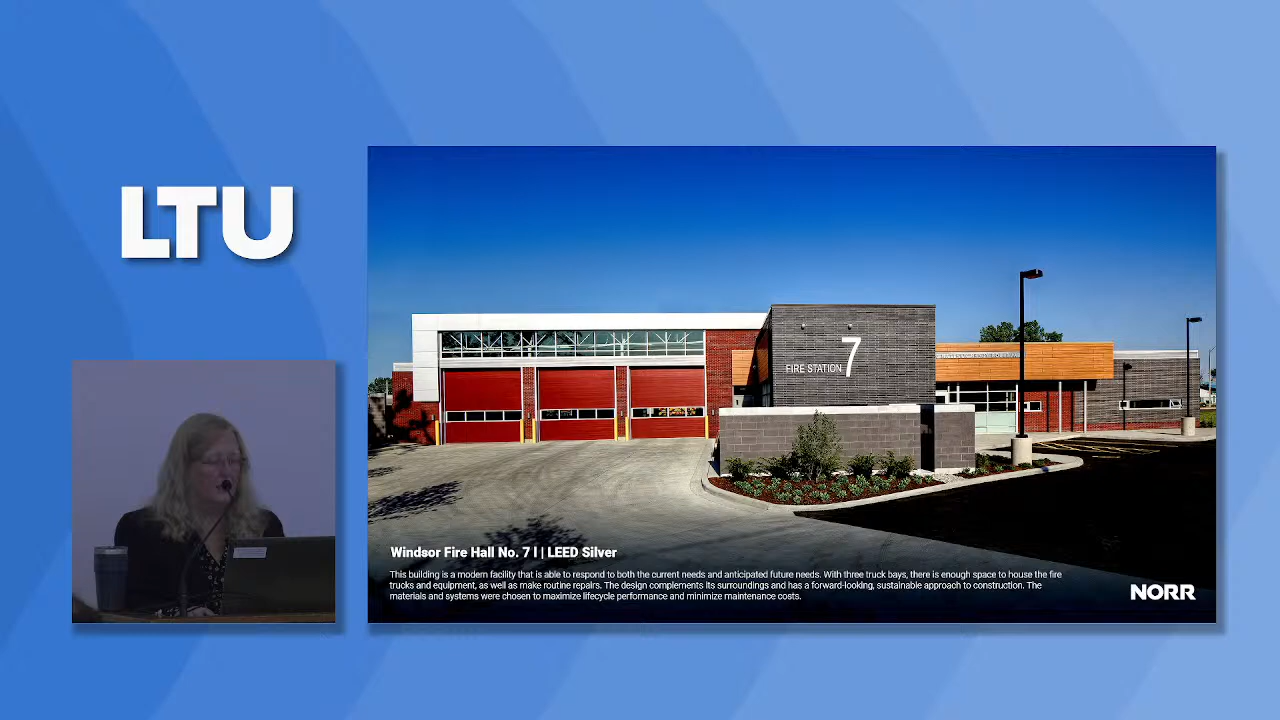 LTU
FIRE STATION 7
Windsor Fire Hall No. 7 I | LEED Silver
This building is a modern facility that is able to respond to both the current needs and anticipated future needs. With three truck bays, there is enough space to house the fire
trucks and equipment, as well as make routine repairs. The design complements its surroundings and has a forward-looking, sustainable approach to construction. The
materials and systems were chosen to maximize lifecycle performance and minimize maintenance costs.
NORR